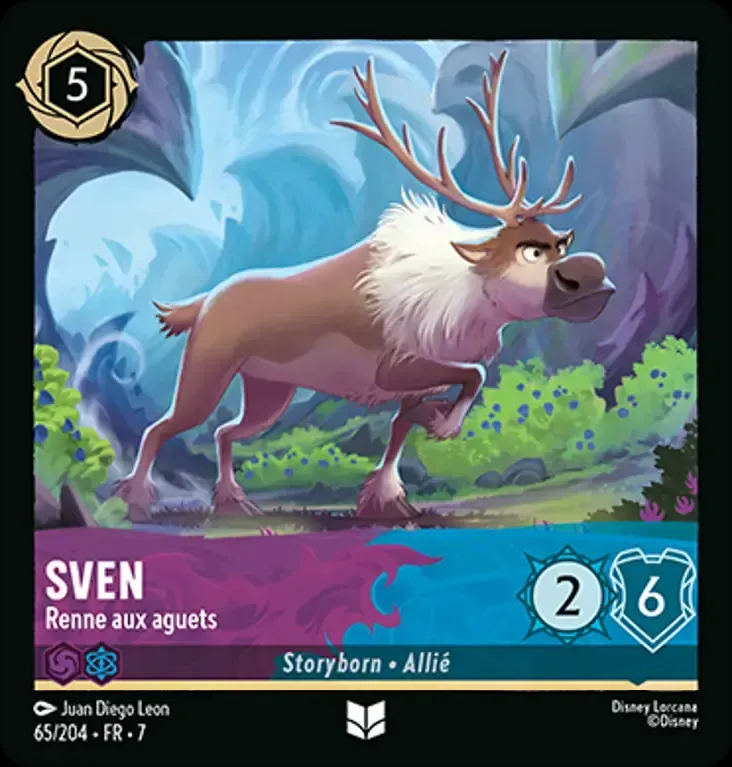 5
SVEN
Renne aux aguets
2
6
Storyborn • Allié
Juan Diego Leon
65/204 • FR • 7
Disney Lorcana
©Disney